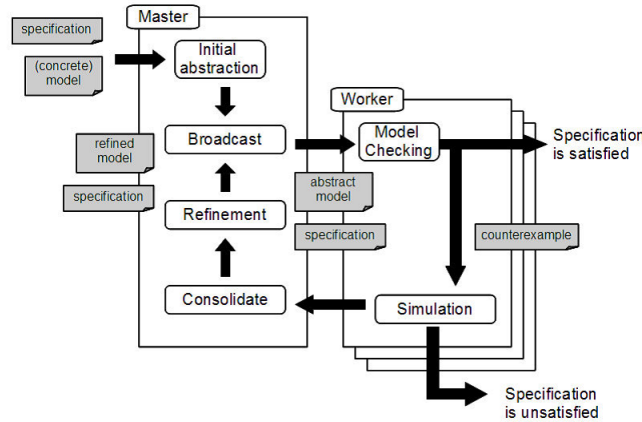 specification
Master
(concrete)
model
Initial
abstraction
Worker
Broadcast
Model
Checking
Specification
is satisfied
refined
model
specification
abstract
model
Refinement
specification
counterexample
Consolidate
Simulation
Specification
is unsatisfied